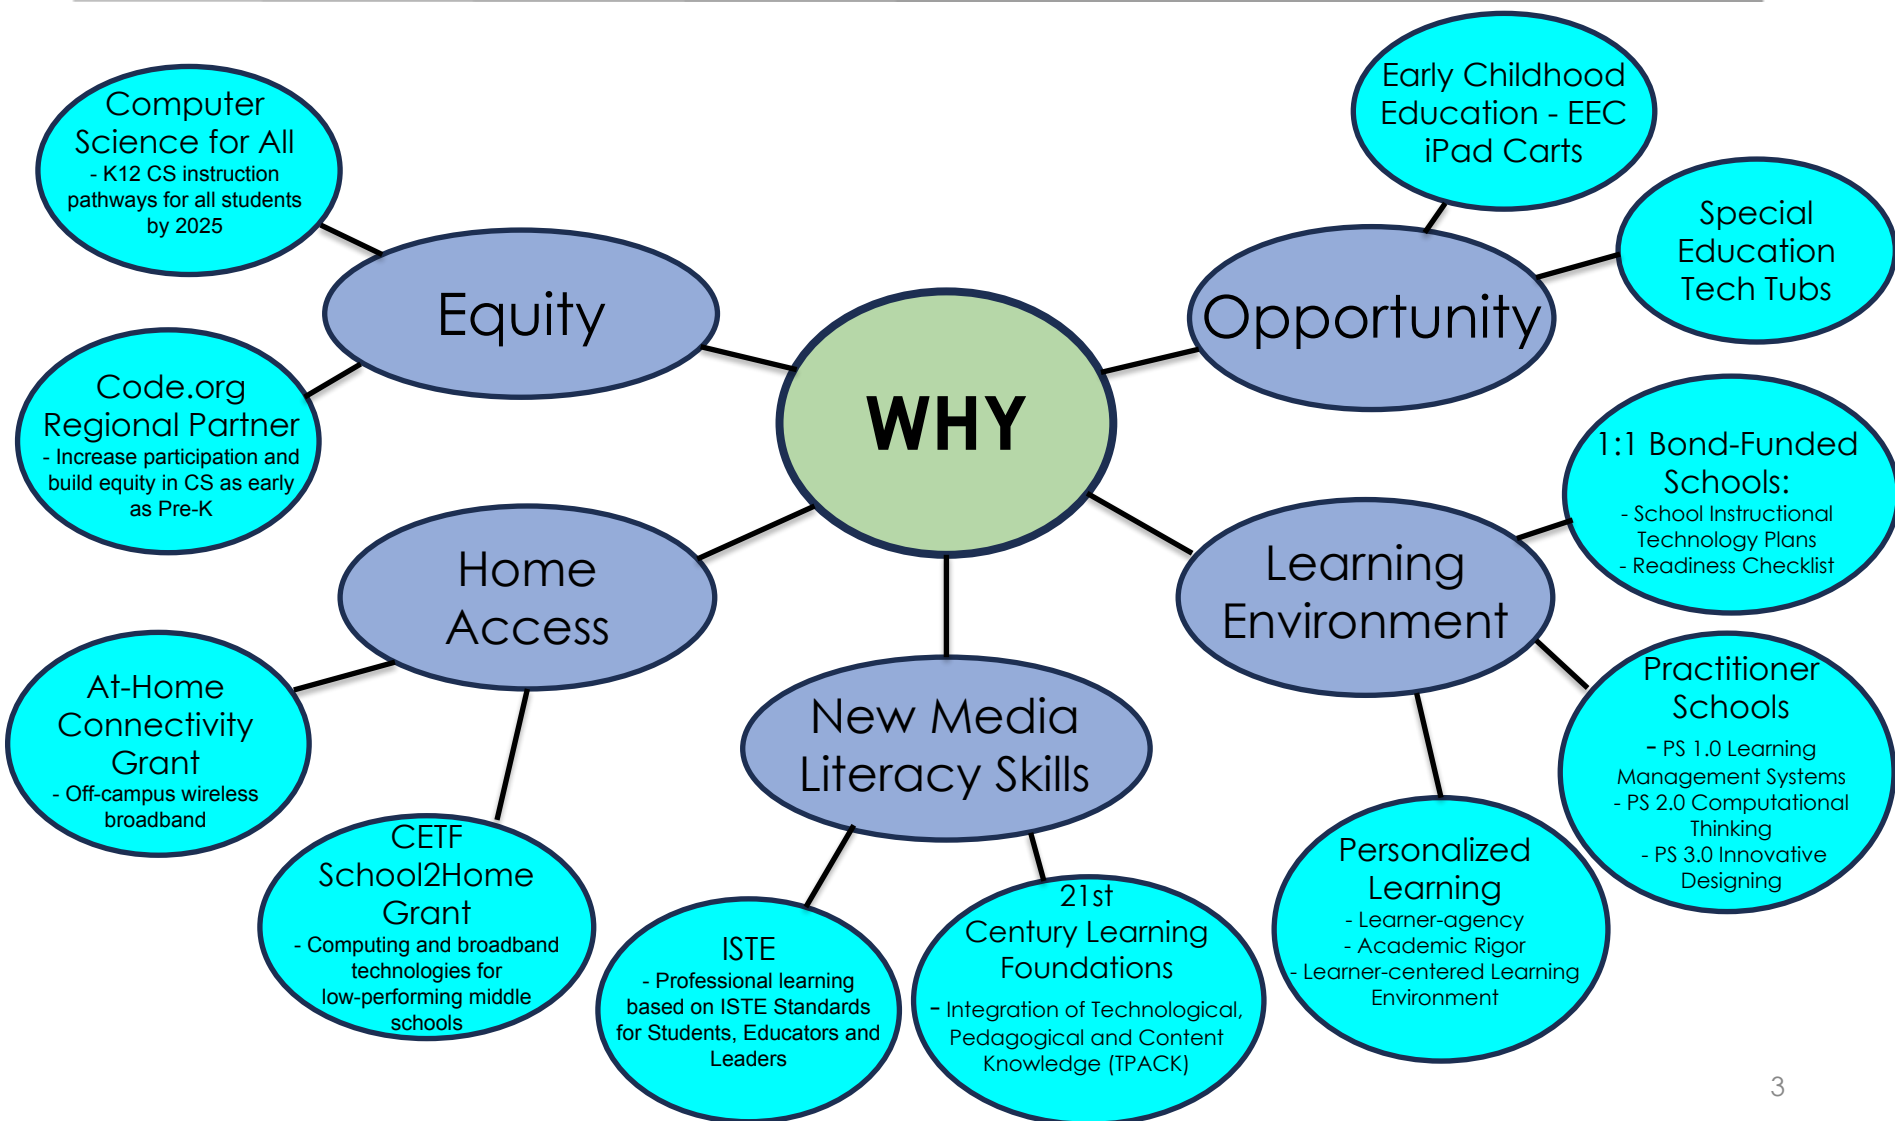 Computer
Science for All
- K12 CS instruction
pathways for all students
by 2025
Equity
Code.org
Regional Partner
- Increase participation and
build equity in CS as early
as Pre-K
WHY
Early Childhood
Education - EEC
iPad Carts
Opportunity
Special
Education
Tech Tubs
1:1 Bond-Funded
Schools:
- School Instructional
Technology Plans
- Readiness Checklist
Home
Access
Learning
Environment
At-Home
Connectivity
Grant
- Off-campus wireless
broadband
New Media
Literacy Skills
Practitioner
Schools
- PS 1.0 Learning
Management Systems
- PS 2.0 Computational
Thinking
- PS 3.0 Innovative
Designing
CETF
School2Home
Grant
- Computing and broadband
technologies for
low-performing middle
schools
ISTE
- Professional learning
based on ISTE Standards
for Students, Educators and
Leaders
21st
Century Learning
Foundations
- Integration of Technological,
Pedagogical and Content
Knowledge (TPACK)
Personalized
Learning
- Learner-agency
- Academic Rigor
- Learner-centered Learning
Environment
3